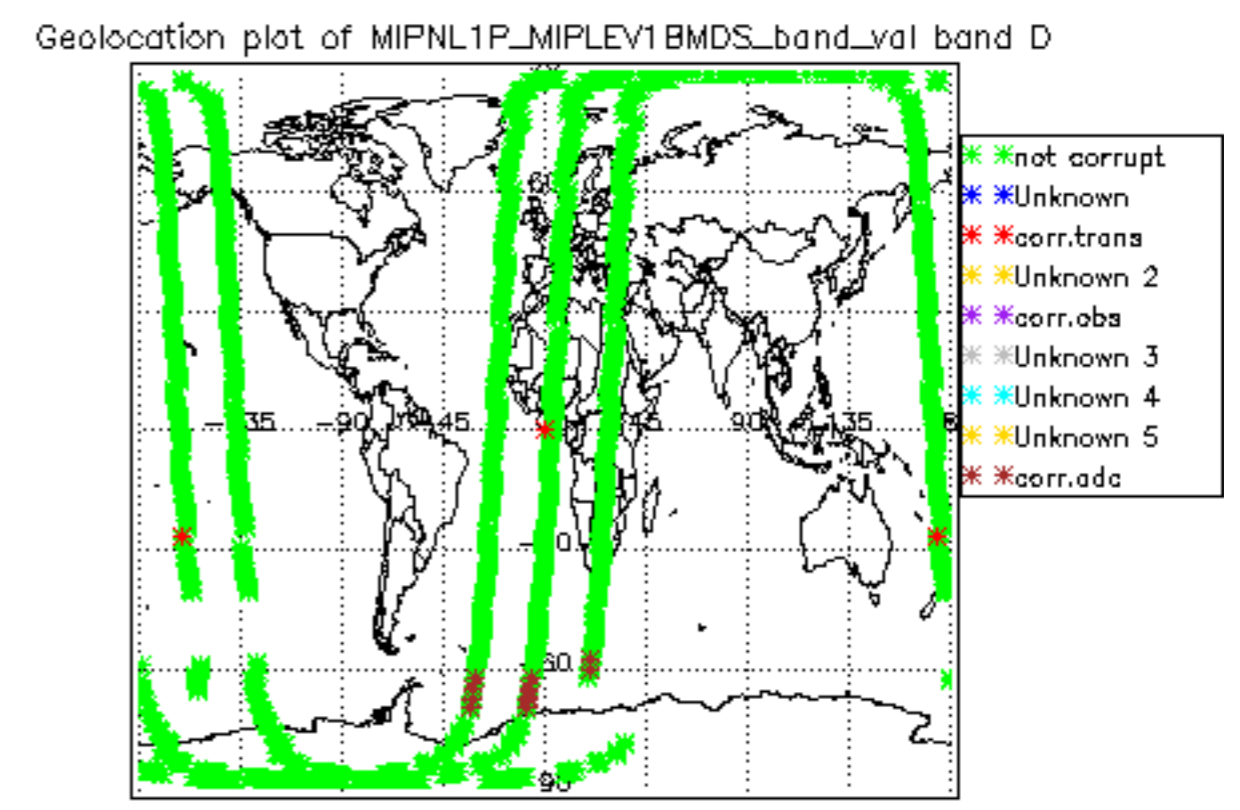 Geolocation plot of MIPNL1P_MIPLEV1BMDS_band_val band D
not corrupt
Unknown
corr.trans
Unknown 2
corr.obs
Unknown 3
Unknown 4
Unknown 5
corr.adc
60
-135 -90 -45 45 90 135
-60
90